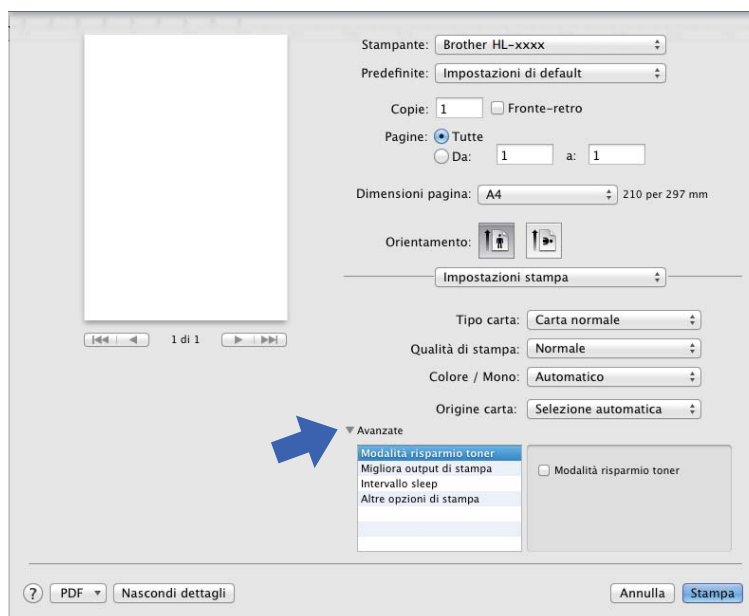 Stampante: Brother HL-xxxx
Predefinite: Impostazioni di default
Copie: 1 Fronte-retro
Pagine: Tutte
Da: 1 a: 1
Dimensioni pagina: A4 210 per 297 mm
Orientamento:
Impostazioni stampa
1 di 1
Tipo carta: Carta normale
Qualità di stampa: Normale
Colore / Mono: Automatico
Origine carta: Selezione automatica
Avanzate
Modalità risparmio toner
Migliora output di stampa
Intervallo sleep
Altre opzioni di stampa
Modalità risparmio toner
? PDF Nascondi dettagli Annulla Stampa